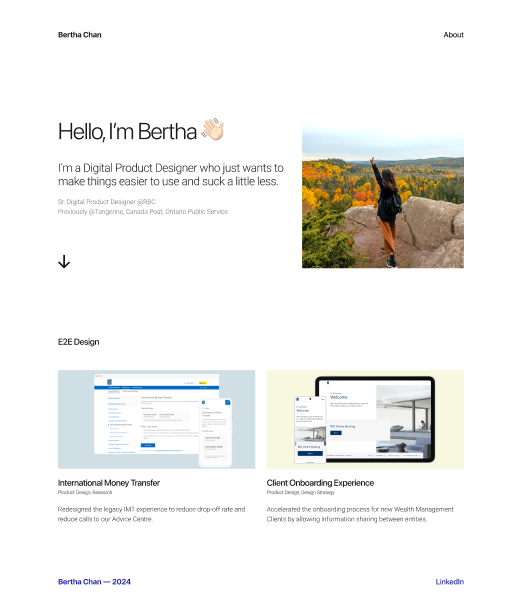 Bertha Chan
About
Hello, I'm Bertha
I'm a Digital Product Designer who just wants to
make things easier to use and suck a little less.
Sr. Digital Product Designer @RBC
Previously @Tangerine, Canada Post, Ontario Public Service
E2E Design
Welcome
Welcome
International Money Transfer
Product Design, Research
Redesigned the legacy IMT experience to reduce drop-off rate and
reduce calls to our Advice Centre.
Client Onboarding Experience
Product Design, Design Strategy
Accelerated the onboarding process for new Wealth Management
Clients by allowing information sharing between entities.
Bertha Chan — 2024
LinkedIn